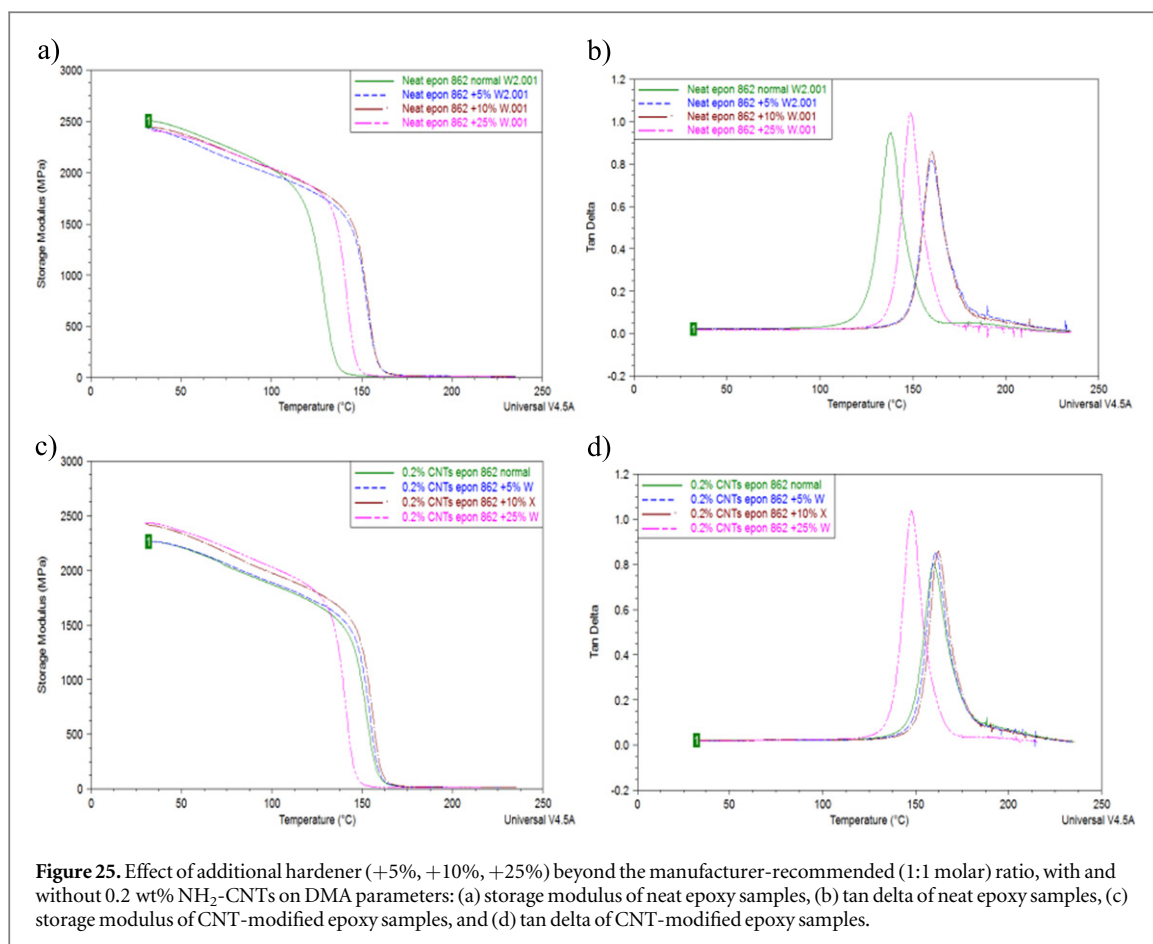 a)
3000
2500
2000
1500
1000
500
0
Storage Modulus (MPa)
1
Neat epon 862 normal W2.001
Neat epon 862 +5% W2.001
Neat epon 862 +10% W.001
Neat epon 862 +25% W.001
0 50 100 150 200 250
Temperature (°C)
Universal V4.5A
b)
1.2
1.0
0.8
0.6
0.4
0.2
0.0
-0.2
Tan Delta
1
Neat epon 862 normal W2.001
Neat epon 862 +5% W2.001
Neat epon 862 +10% W.001
Neat epon 862 +25% W.001
0 50 100 150 200 250
Temperature (°C)
Universal V4.5A
c)
3000
2500
2000
1500
1000
500
0
Storage Modulus (MPa)
1
0.2% CNTs epon 862 normal
0.2% CNTs epon 862 +5% W
0.2% CNTs epon 862 +10% X
0.2% CNTs epon 862 +25% W
0 50 100 150 200 250
Temperature (°C)
Universal V4.5A
d)
1.2
1.0
0.8
0.6
0.4
0.2
0.0
-0.2
Tan Delta
1
0.2% CNTs epon 862 normal
0.2% CNTs epon 862 +5% W
0.2% CNTs epon 862 +10% X
0.2% CNTs epon 862 +25% W
0 50 100 150 200 250
Temperature (°C)
Universal V4.5A
Figure 25. Effect of additional hardener (+5%, +10%, +25%) beyond the manufacturer-recommended (1:1 molar) ratio, with and
without 0.2 wt% NH₂-CNTs on DMA parameters: (a) storage modulus of neat epoxy samples, (b) tan delta of neat epoxy samples, (c)
storage modulus of CNT-modified epoxy samples, and (d) tan delta of CNT-modified epoxy samples.